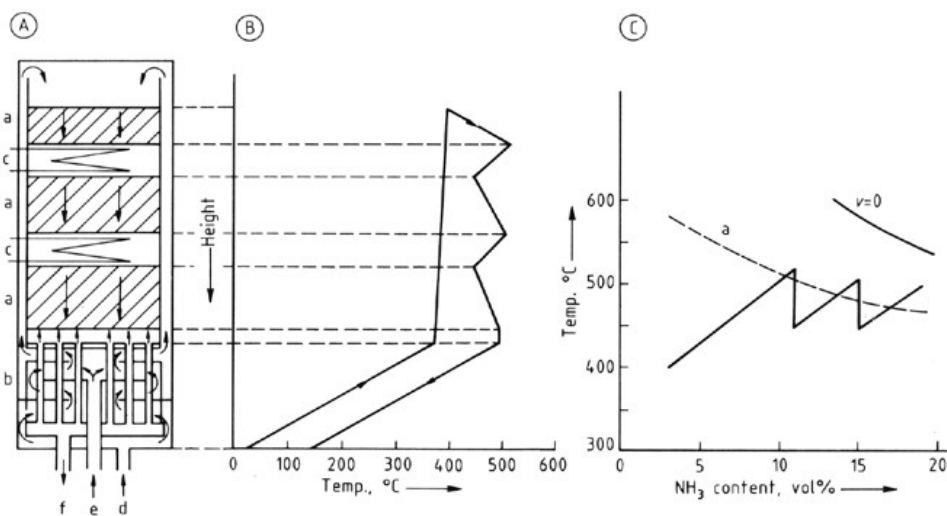 A
B
C
a
c
a
c
a
b
f e d
Height
0 100 200 300 400 500 600
Temp., °C
600
500
400
300
Temp. °C
a
v=0
0 5 10 15 20
NH₃ content, vol%